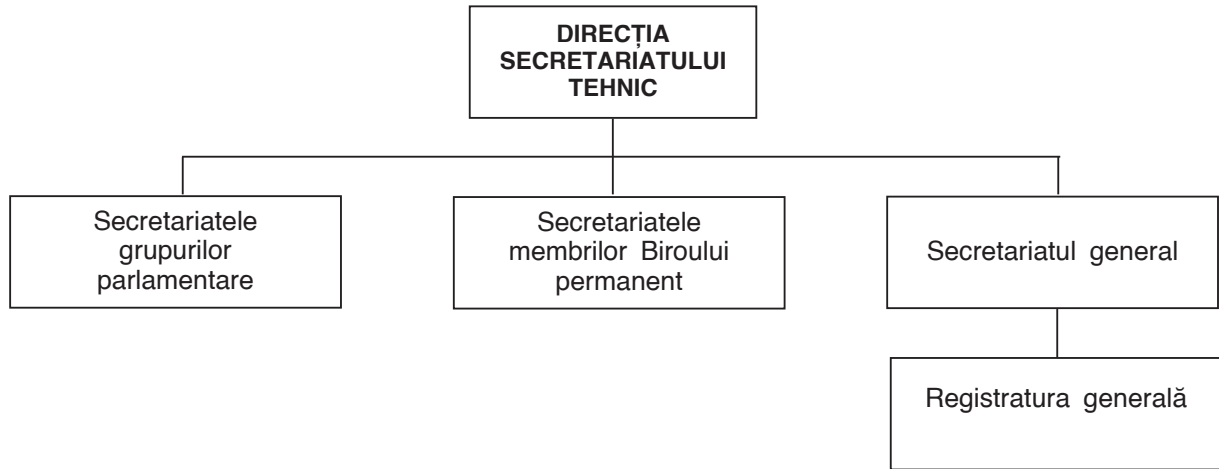 DIRECȚIA
SECRETARIATULUI
TEHNIC
Secretariatele
grupurilor
parlamentare
Secretariatele
membrilor Biroului
permanent
Secretariatul general
Registratura generală